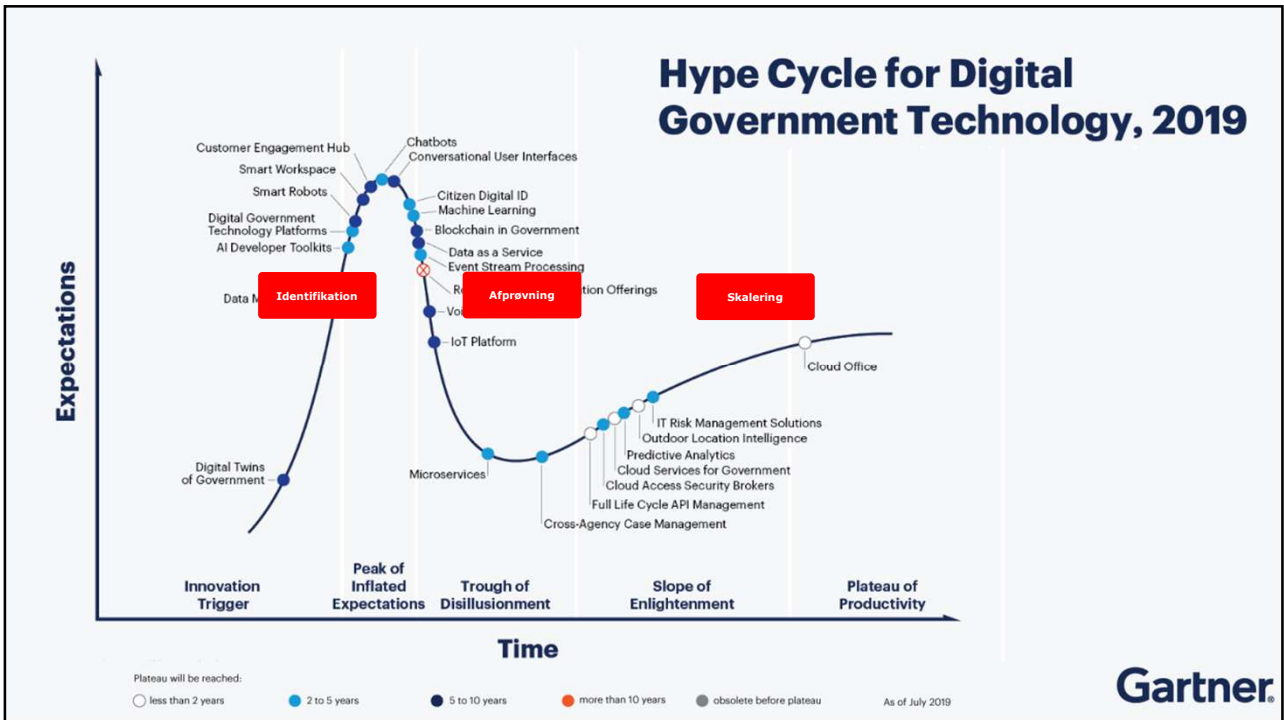 Hype Cycle for Digital
Government Technology, 2019
Expectations
Customer Engagement Hub
Smart Workspace
Smart Robots
Digital Government
Technology Platforms
AI Developer Toolkits
Data
Identifikation
Digital Twins
of Government
Chatbots
Conversational User Interfaces
Citizen Digital ID
Machine Learning
Blockchain in Government
Data as a Service
Event Stream Processing
Offerings
Afprøvning
IoT Platform
Skalering
Microservices
Cross-Agency Case Management
Full Life Cycle API Management
Cloud Access Security Brokers
Cloud Services for Government
Predictive Analytics
Outdoor Location Intelligence
IT Risk Management Solutions
Cloud Office
Innovation
Trigger
Peak of
Inflated
Expectations
Trough of
Disillusionment
Slope of
Enlightenment
Plateau of
Productivity
Time
Plateau will be reached:
less than 2 years
2 to 5 years
5 to 10 years
more than 10 years
obsolete before plateau
As of July 2019
Gartner®